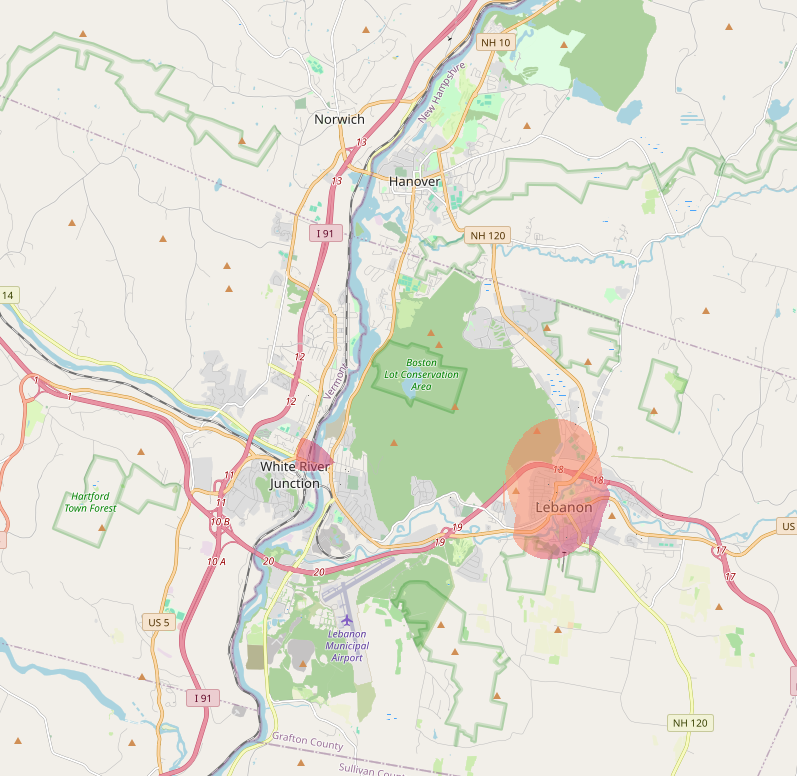 NH 10
New Hampshire
Norwich
13
13
Hanover
I 91
NH 120
14
12
Boston
Lot Conservation
Area
Vermont
1
1
12
White River
Junction
11
18
18
Hartford
Town Forest
11
Lebanon
10 B
19
19
US
10 A
20
20
17
17
US 5
Lebanon
Municipal
Airport
I 91
NH 120
Grafton County
Sullivan Coun